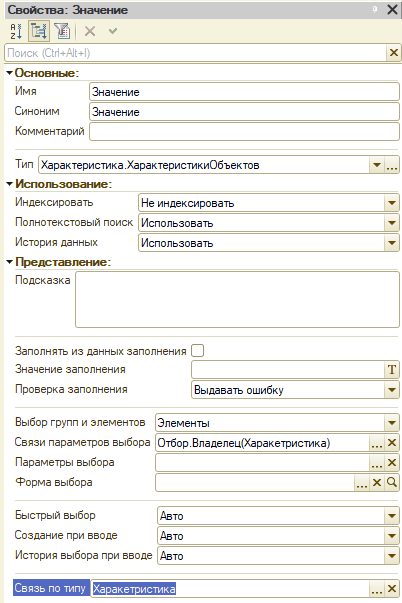 Свойства: Значение
Поиск (Ctrl+Alt+I)
Основные:
Имя Значение
Синоним Значение
Комментарий
Тип Характеристика.ХарактеристикиОбъектов ...
Использование:
Индексировать Не индексировать
Полнотекстовый поиск Использовать
История данных Использовать
Представление:
Подсказка
Заполнять из данных заполнения
Значение заполнения T
Проверка заполнения Выдавать ошибку
Выбор групп и элементов Элементы
Связи параметров выбора Отбор.Владелец(Харакетристика) ...
Параметры выбора ...
Форма выбора ...
Быстрый выбор Авто
Создание при вводе Авто
История выбора при вводе Авто
Связь по типу Харакетристика ...